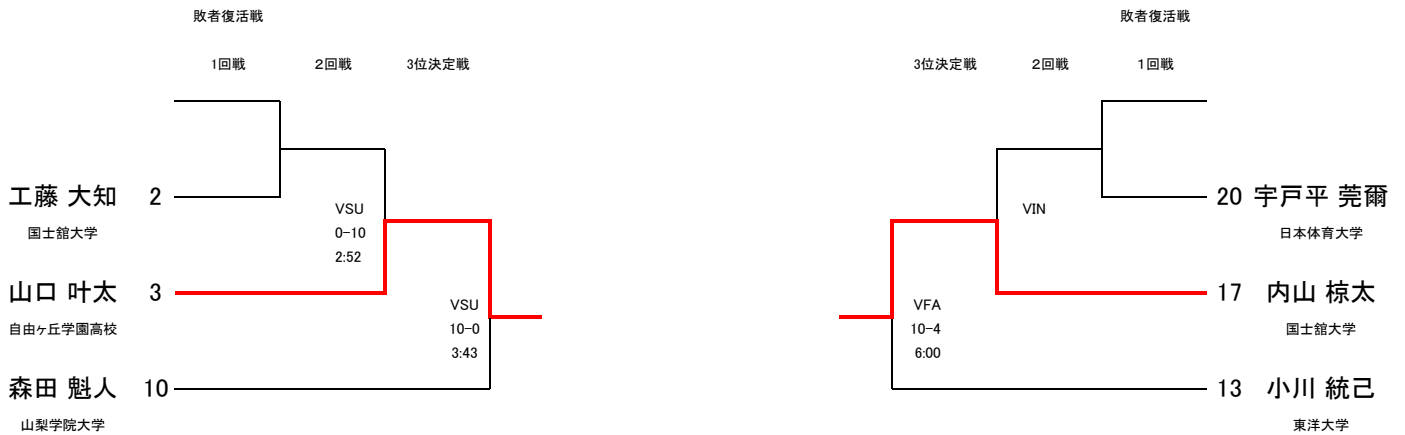 敗者復活戦
1回戦 2回戦 3位決定戦
工藤 大知 2
国士舘大学
VSU
0-10
2:52
山口 叶太 3
自由ヶ丘学園高校
VSU
10-0
3:43
森田 魁人 10
山梨学院大学
敗者復活戦
3位決定戦 2回戦 1回戦
20 宇戸平 莞爾
日本体育大学
VIN
17 内山 椋太
国士舘大学
VFA
10-4
6:00
13 小川 統己
東洋大学